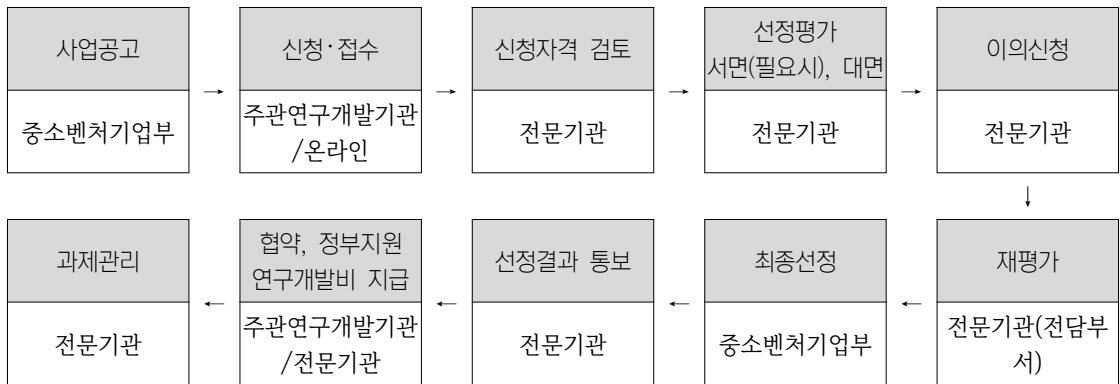 사업공고
신청·접수
신청자격 검토
선정평가
서면(필요시), 대면
이의신청
중소벤처기업부
주관연구개발기관
/온라인
전문기관
전문기관
전문기관
과제관리
협약, 정부지원
연구개발비 지급
선정결과 통보
최종선정
재평가
전문기관
주관연구개발기관
/전문기관
전문기관
중소벤처기업부
전문기관(전담부
서)